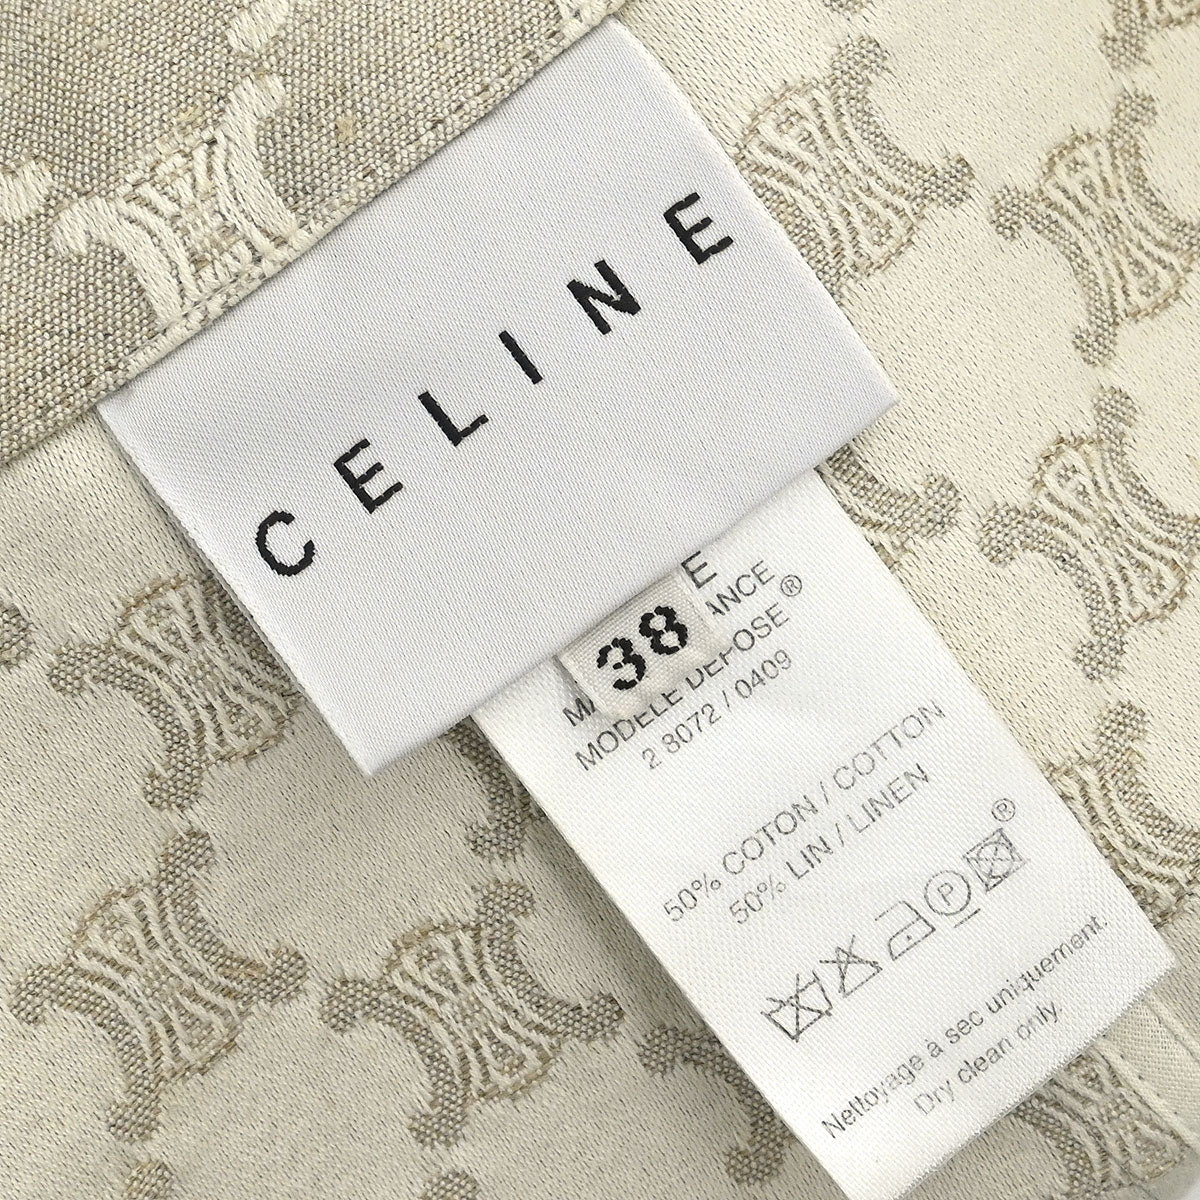 CELINE
38
MODELE DEPOSE®
2 8072 / 0409
50% COTON / COTTON
50% LIN / LINEN
P
®
Nettoyage a sec uniquement.
Dry clean only.